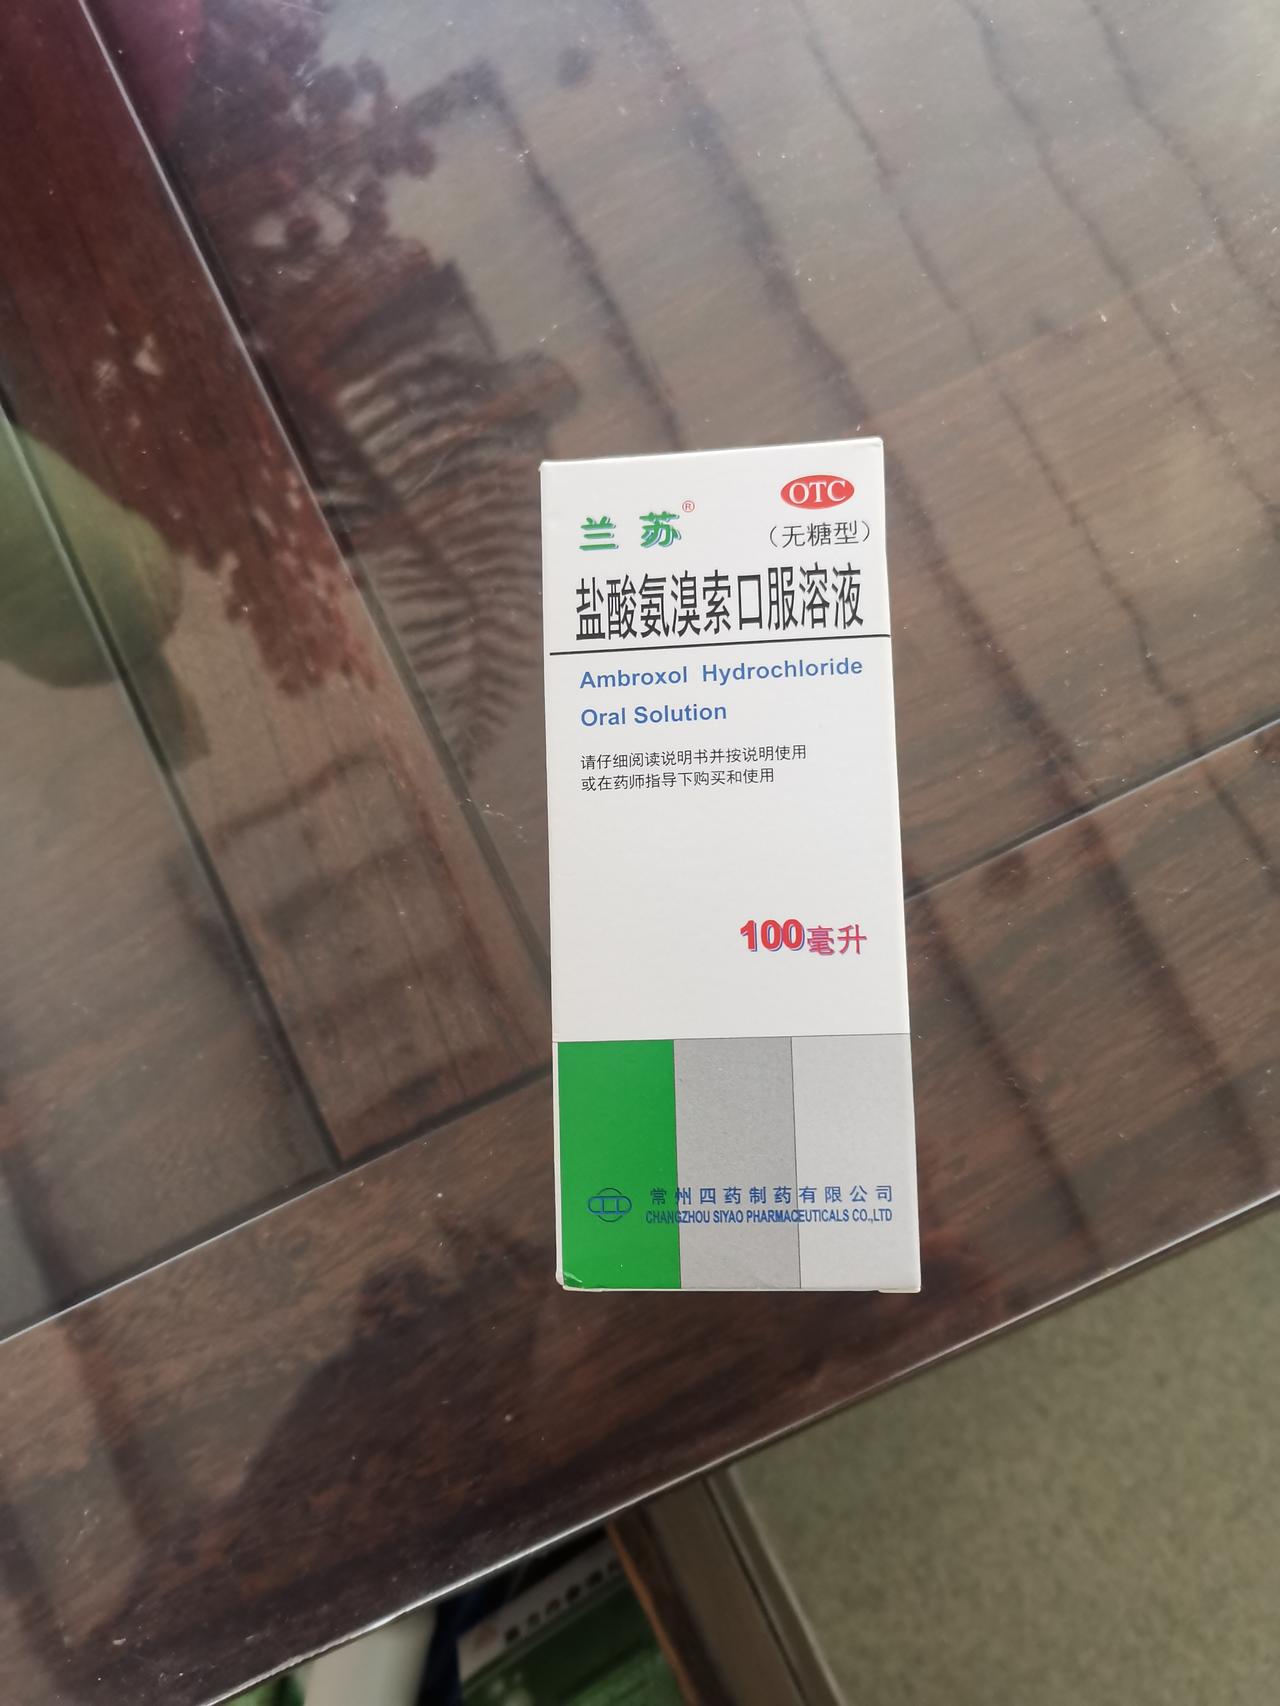 OTC
兰苏®
（无糖型）
盐酸氨溴索口服溶液
Ambroxol Hydrochloride
Oral Solution
请仔细阅读说明书并按说明使用
或在药师指导下购买和使用
100毫升
常州四药制药有限公司
CHANGZHOU SIYAO PHARMACEUTICALS CO.,LTD